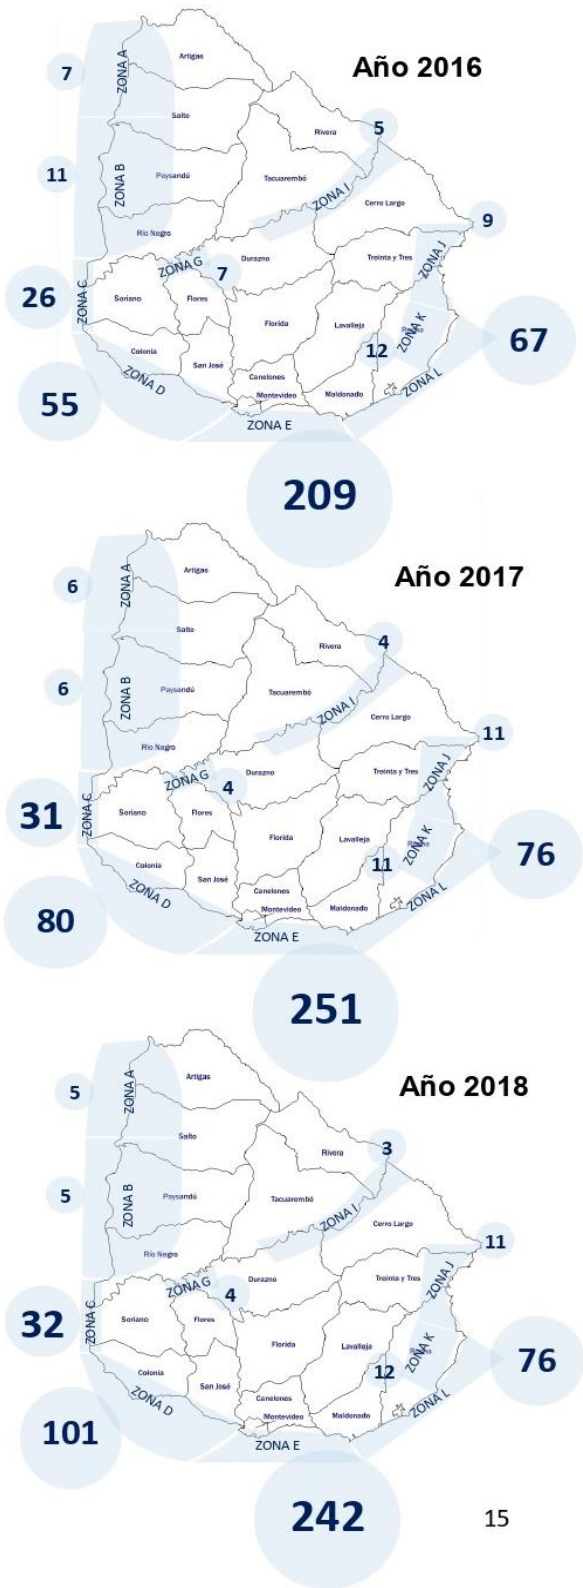 Año 2016
Artigas
7
ZONA A
Salto
Rivera
5
11
ZONA B
Paysandú
Tacuarembó
ZONA I
Cerro Largo
9
Río Negro
ZONA G
7
Durazno
Treinta y Tres
ZONA J
26
ZONA C
Soriano
Flores
Florida
Lavalleja
ZONA K
67
Colonia
San José
12
55
ZONA D
Canelones
Montevideo
Maldonado
ZONA L
ZONA E
209
Año 2017
Artigas
6
ZONA A
Salto
Rivera
4
6
ZONA B
Paysandú
Tacuarembó
ZONA I
Cerro Largo
11
Río Negro
ZONA G
4
Durazno
Treinta y Tres
ZONA J
31
ZONA C
Soriano
Flores
Florida
Lavalleja
ZONA K
76
Colonia
San José
11
80
ZONA D
Canelones
Montevideo
Maldonado
ZONA L
ZONA E
251
Año 2018
Artigas
5
ZONA A
Salto
Rivera
3
5
ZONA B
Paysandú
Tacuarembó
ZONA I
Cerro Largo
11
Río Negro
ZONA G
4
Durazno
Treinta y Tres
ZONA J
32
ZONA C
Soriano
Flores
Florida
Lavalleja
ZONA K
76
Colonia
San José
12
101
ZONA D
Canelones
Montevideo
Maldonado
ZONA L
ZONA E
242
15